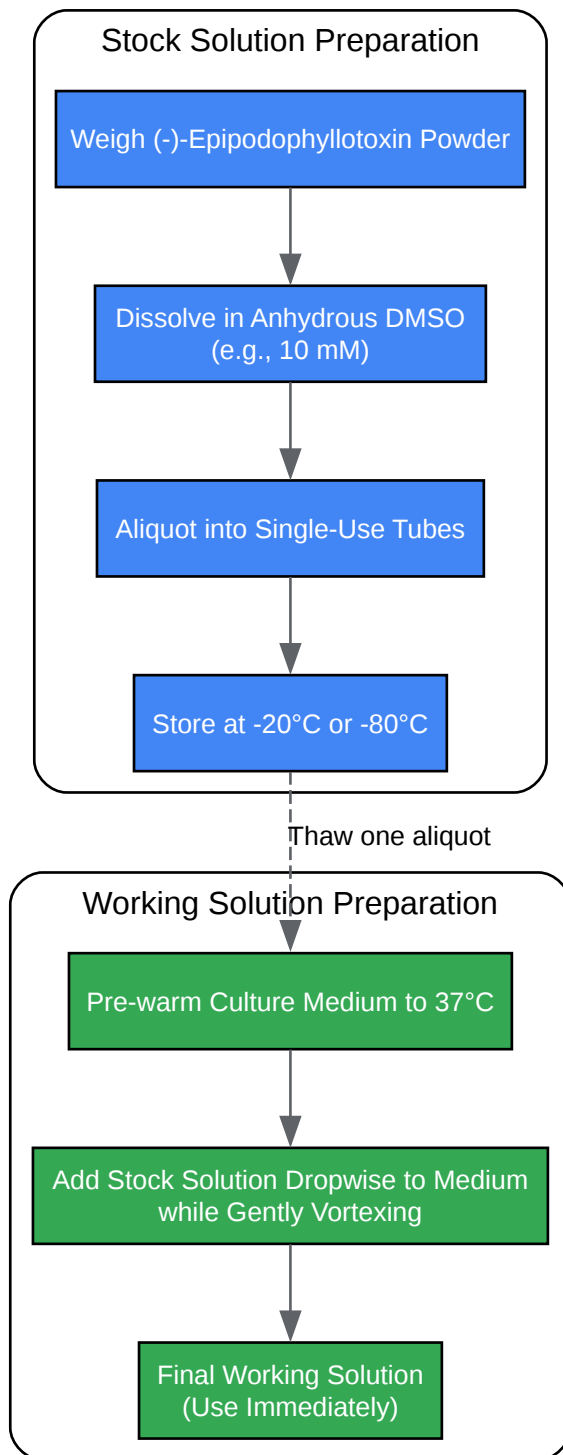 Stock Solution Preparation
Weigh (-)-Epipodophyllotoxin Powder
Dissolve in Anhydrous DMSO
(e.g., 10 mM)
Aliquot into Single-Use Tubes
Store at -20°C or -80°C
Thaw one aliquot
Working Solution Preparation
Pre-warm Culture Medium to 37°C
Add Stock Solution Dropwise to Medium
while Gently Vortexing
Final Working Solution
(Use Immediately)